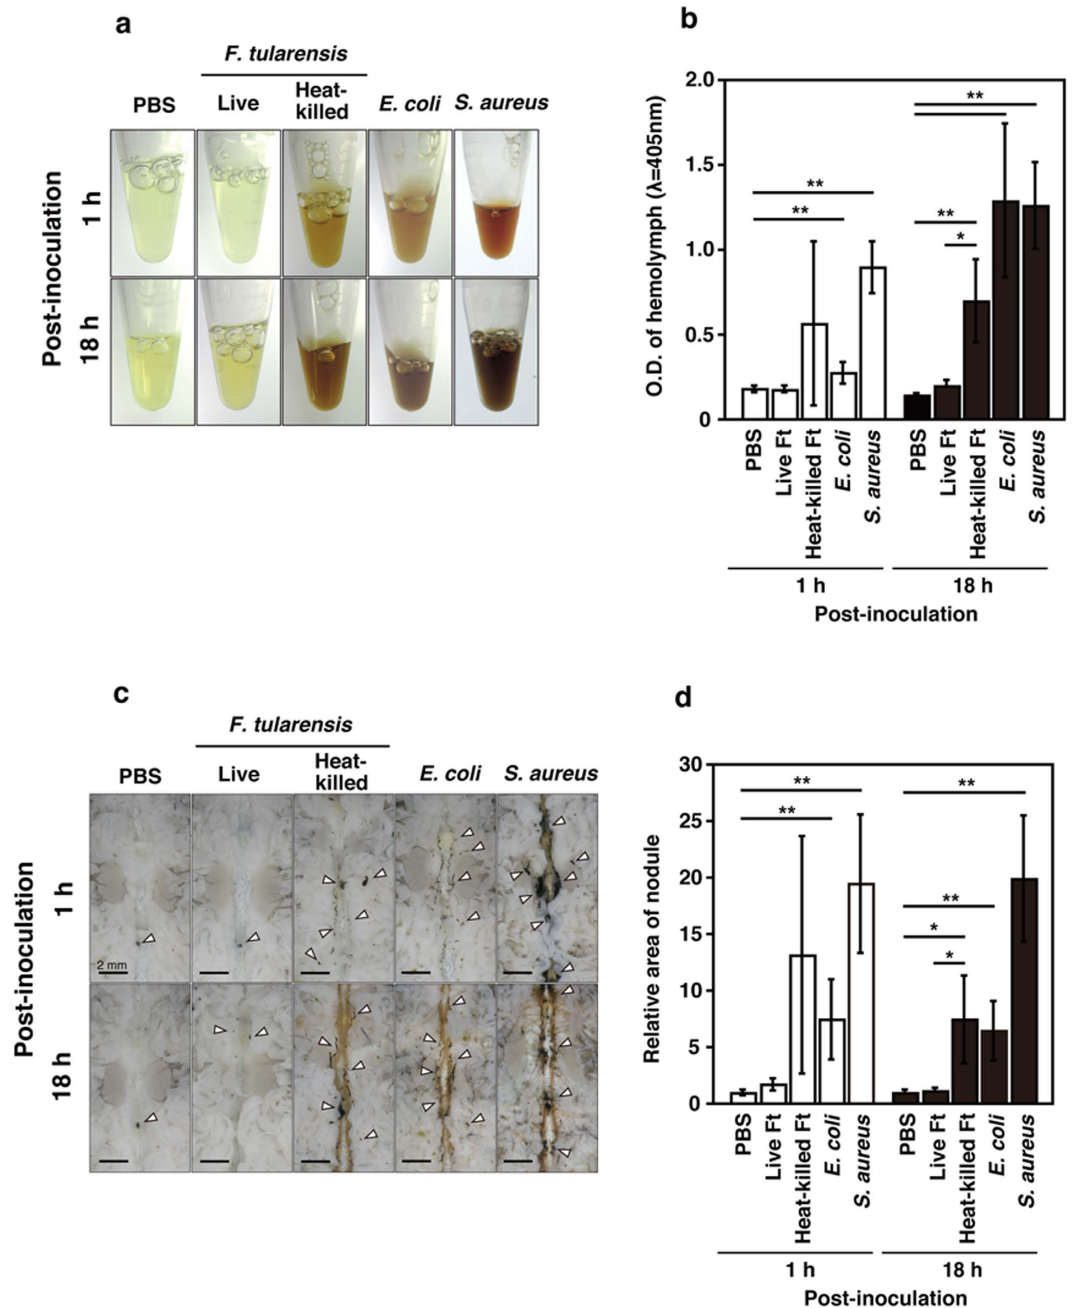 a
F. tularensis
PBS
Live
Heat-
killed
E. coli
S. aureus
Post-inoculation
1 h
18 h
b
O.D. of hemolymph (λ=405nm)
2.0
1.5
1.0
0.5
0
**
**
**
*
**
PBS
Live Ft
Heat-killed Ft
E. coli
S. aureus
PBS
Live Ft
Heat-killed Ft
E. coli
S. aureus
1 h
18 h
Post-inoculation
c
F. tularensis
PBS
Live
Heat-
killed
E. coli
S. aureus
Post-inoculation
1 h
2 mm
18 h
d
Relative area of nodule
30
25
20
15
10
5
0
**
**
**
**
*
*
PBS
Live Ft
Heat-killed Ft
E. coli
S. aureus
PBS
Live Ft
Heat-killed Ft
E. coli
S. aureus
1 h
18 h
Post-inoculation